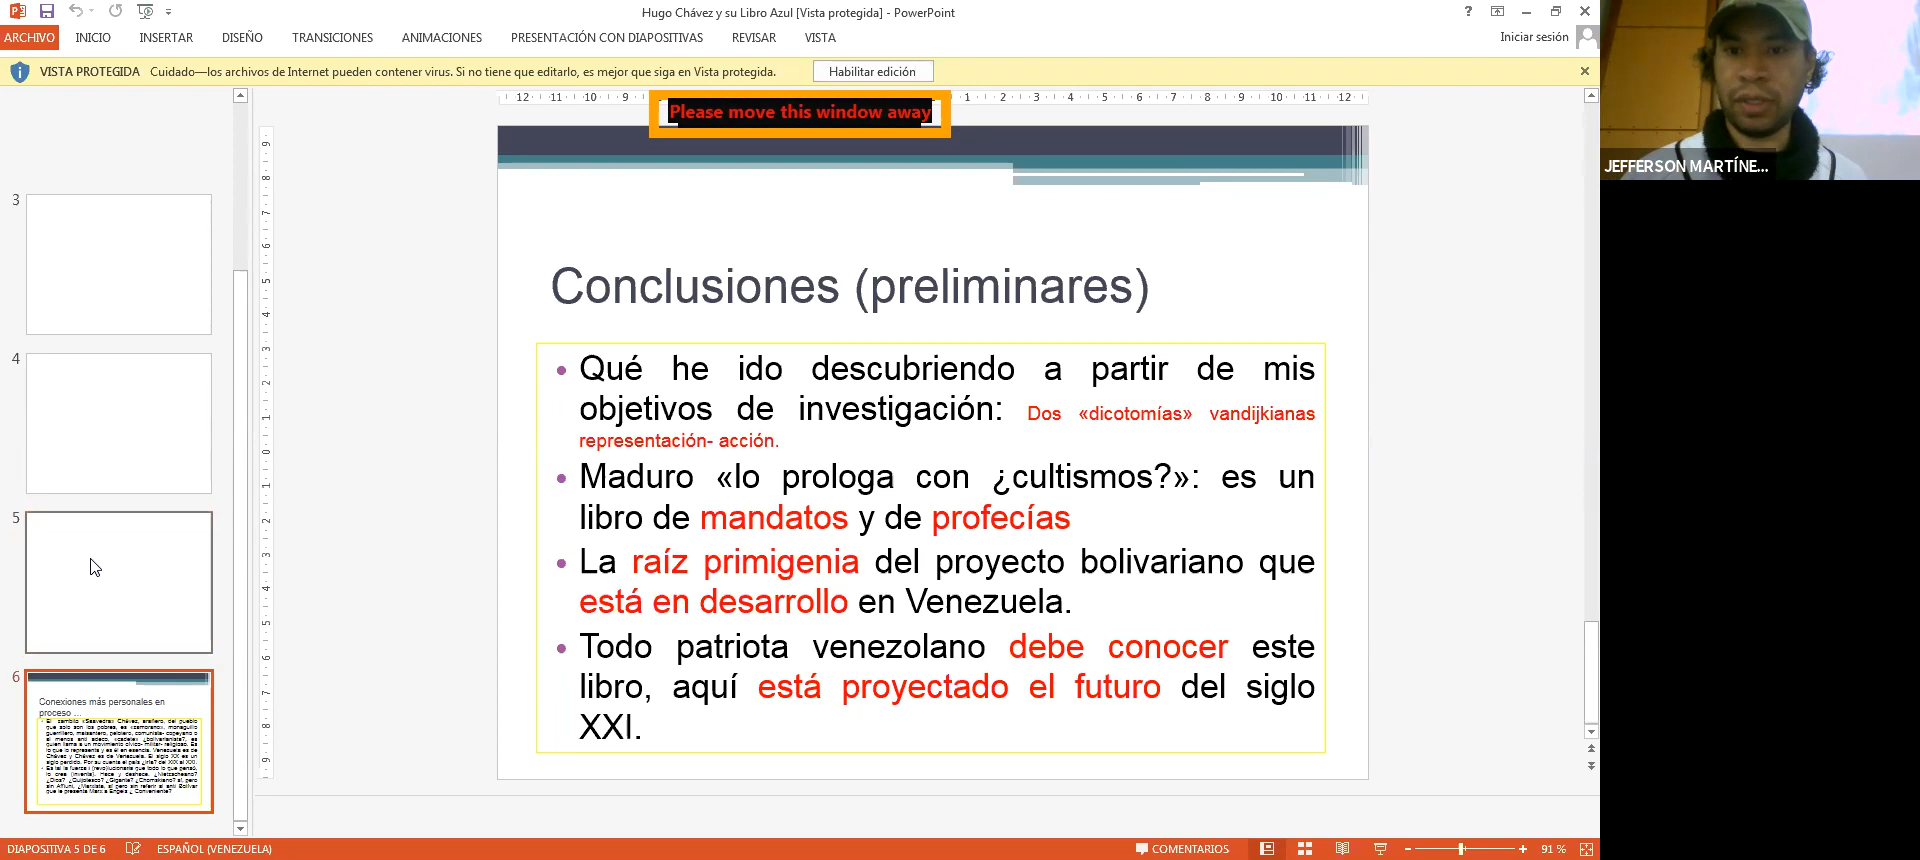 Hugo Chávez y su Libro Azul [Vista protegida] - PowerPoint
ARCHIVO INICIO INSERTAR DISEÑO TRANSICIONES ANIMACIONES PRESENTACIÓN CON DIAPOSITIVAS REVISAR VISTA
Iniciar sesión
VISTA PROTEGIDA Cuidado—los archivos de Internet pueden contener virus. Si no tiene que editarlo, es mejor que siga en Vista protegida. Habilitar edición
Please move this window away
JEFFERSON MARTÍNE...
3
4
5
6
Conexiones más personales en
proceso ...
Conclusiones (preliminares)
• Qué he ido descubriendo a partir de mis
objetivos de investigación: Dos «dicotomías» vandijkianas
representación- acción.
• Maduro «lo prologa con ¿cultismos?»: es un
libro de mandatos y de profecías
• La raíz primigenia del proyecto bolivariano que
está en desarrollo en Venezuela.
• Todo patriota venezolano debe conocer este
libro, aquí está proyectado el futuro del siglo
XXI.
DIAPOSITIVA 5 DE 6 ESPAÑOL (VENEZUELA) COMENTARIOS 91 %